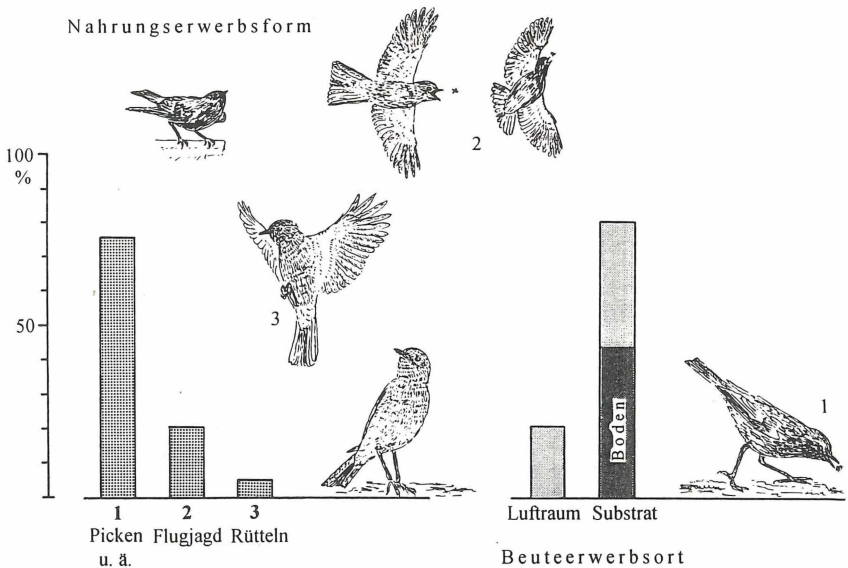 Nahrungserwerbsform
2
100
%
3
50
1
Boden
1 2 3
Picken Flugjagd Rütteln
u. ä.
Luftraum Substrat
Beuteerwerbsort